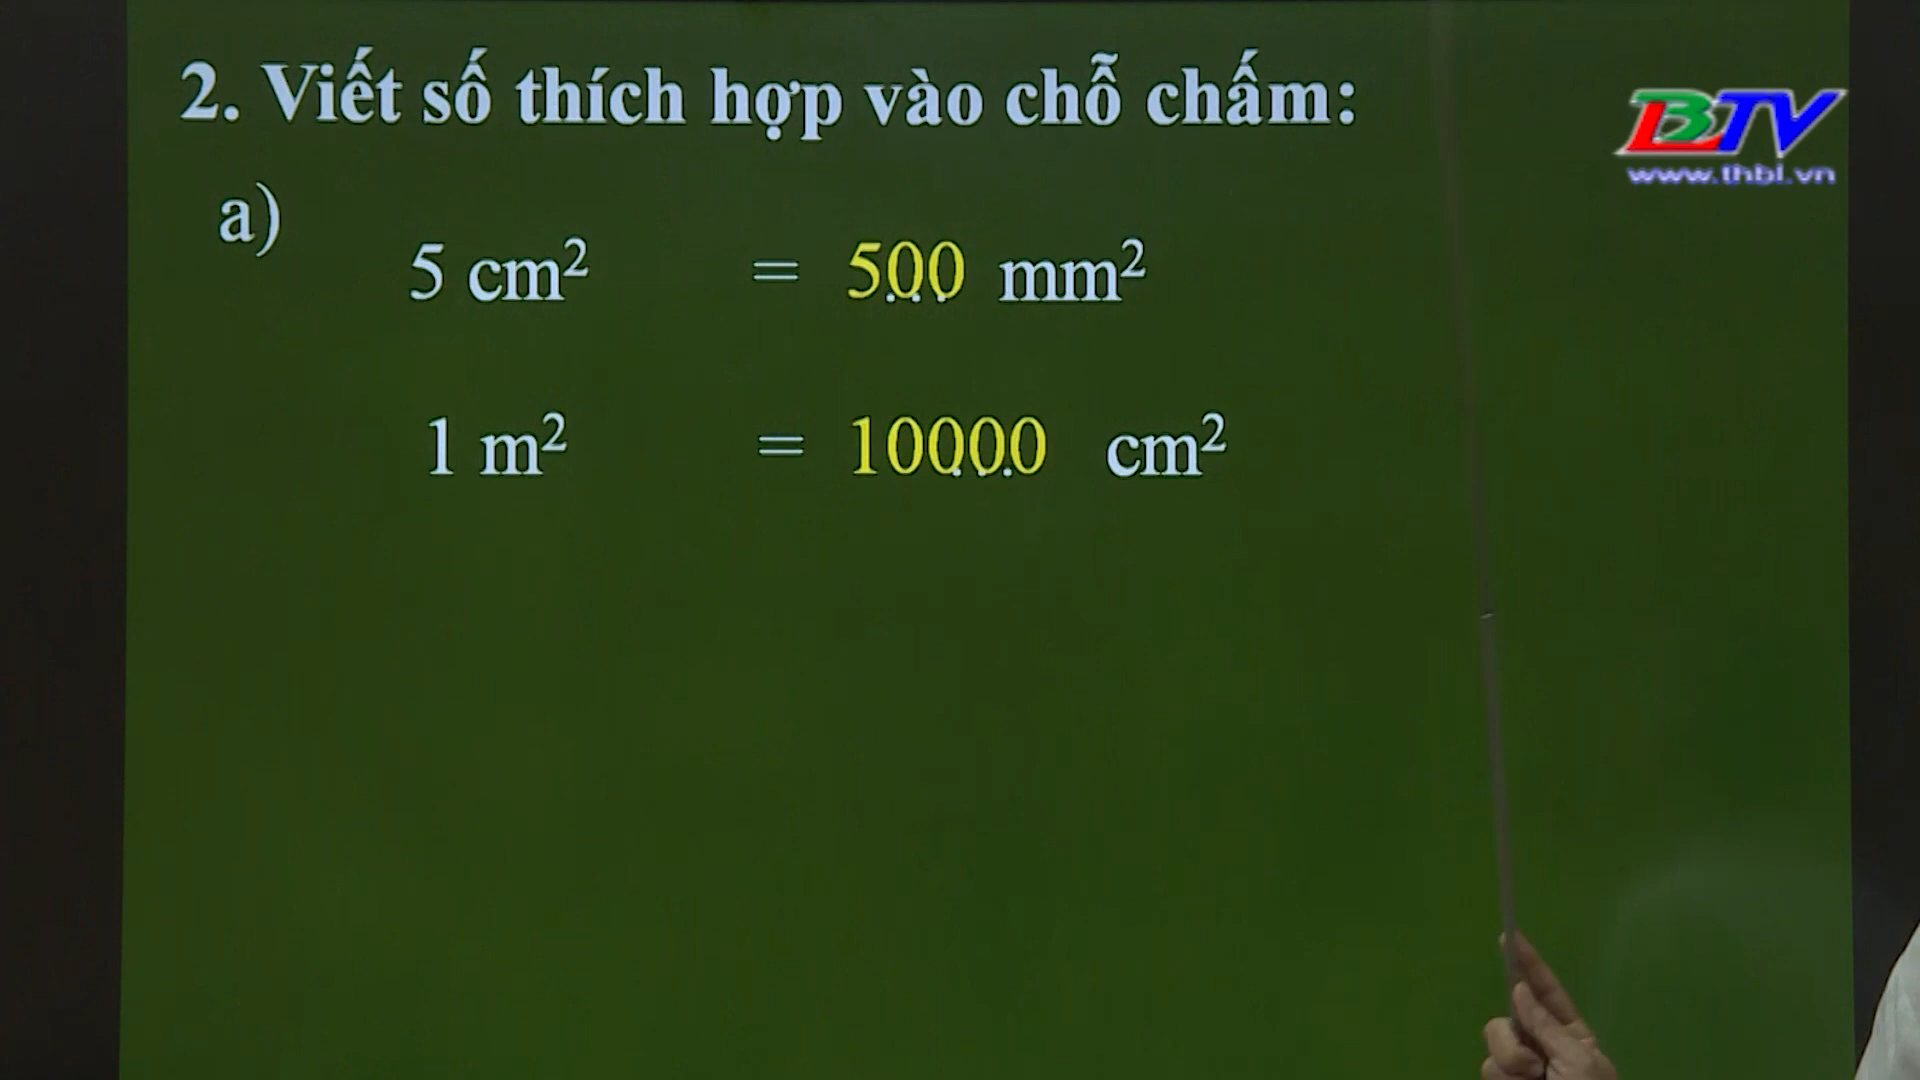 2. Viết số thích hợp vào chỗ chấm:
BTV
www.thbl.vn
a)
5 cm² = 500 mm²
1 m² = 10000 cm²